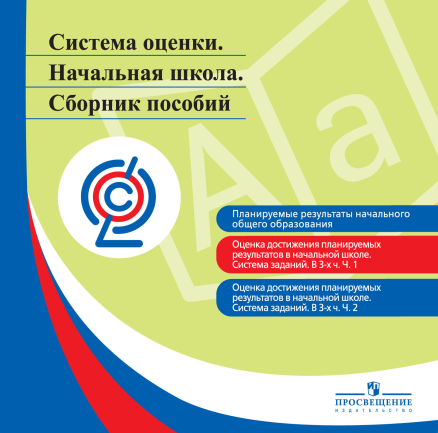 Система оценки.
Начальная школа.
Сборник пособий
A a
C
Планируемые результаты начального
общего образования
Оценка достижения планируемых
результатов в начальной школе.
Система заданий. В 3-х ч. Ч. 1
Оценка достижения планируемых
результатов в начальной школе.
Система заданий. В 3-х ч. Ч. 2
ПРОСВЕЩЕНИЕ
ИЗДАТЕЛЬСТВО